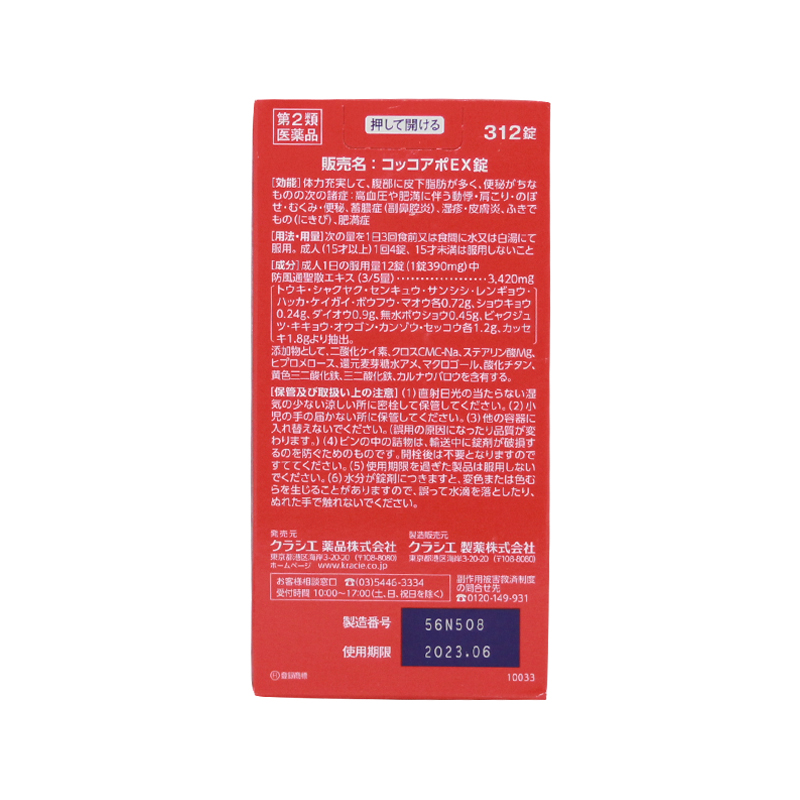 第2類
医薬品
押して開ける
312錠
販売名：コッコアポEX錠
[効能] 体力充実して、腹部に皮下脂肪が多く、便秘がちな
ものの次の諸症：高血圧や肥満に伴う動悸・肩こり・のぼ
せ・むくみ・便秘、蓄膿症（副鼻腔炎）、湿疹・皮膚炎、ふきで
もの（にきび）、肥満症
[用法・用量] 次の量を1日3回食前又は食間に水又は白湯にて
服用。成人（15才以上）1回4錠、15才未満は服用しないこと
[成分] 成人1日の服用量12錠（1錠390mg）中
防風通聖散エキス（3/5量）‥‥‥‥‥‥‥3,420mg
トウキ・シャクヤク・センキュウ・サンシシ・レンギョウ・
ハッカ・ケイガイ・ボウフウ・マオウ各0.72g、ショウキョウ
0.24g、ダイオウ0.9g、無水ボウショウ0.45g、ビャクジュ
ツ・キキョウ・オウゴン・カンゾウ・セッコウ各1.2g、カッセ
キ1.8gより抽出。
添加物として、二酸化ケイ素、クロスCMC-Na、ステアリン酸Mg、
ヒプロメロース、還元麦芽糖水アメ、マクロゴール、酸化チタン、
黄色三二酸化鉄、三二酸化鉄、カルナウバロウを含有する。
[保管及び取扱い上の注意] (1) 直射日光の当たらない湿
気の少ない涼しい所に密栓して保管してください。(2) 小
児の手の届かない所に保管してください。(3) 他の容器に
入れ替えないでください。（誤用の原因になったり品質が変
わります。）(4) ビンの中の詰物は、輸送中に錠剤が破損す
るのを防ぐためのものです。開栓後は不要となりますので
すててください。(5) 使用期限を過ぎた製品は服用しない
でください。(6) 水分が錠剤につきますと、変色または色む
らを生じることがありますので、誤って水滴を落としたり、
ぬれた手で触れないでください。
発売元
クラシエ 薬品株式会社
東京都港区海岸3-20-20（〒108-8080）
ホームページ www.kracie.co.jp
製造販売元
クラシエ 製薬株式会社
東京都港区海岸3-20-20（〒108-8080）
お客様相談窓口 ☎(03)5446-3334
受付時間 10:00～17:00（土、日、祝日を除く）
副作用被害救済制度
の問合せ先
☎0120-149-931
製造番号 56N508
使用期限 2023.06
Ⓗ登録商標
10033